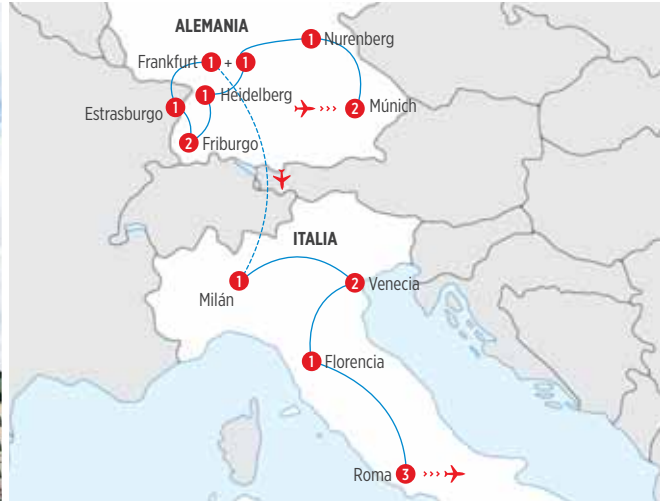 ALEMANIA
1 Nurenberg
Frankfurt 1 + 1
1 Heidelberg
Estrasburgo 1
2 Múnich
2 Friburgo
ITALIA
Milán 1
2 Venecia
1 Florencia
Roma 3